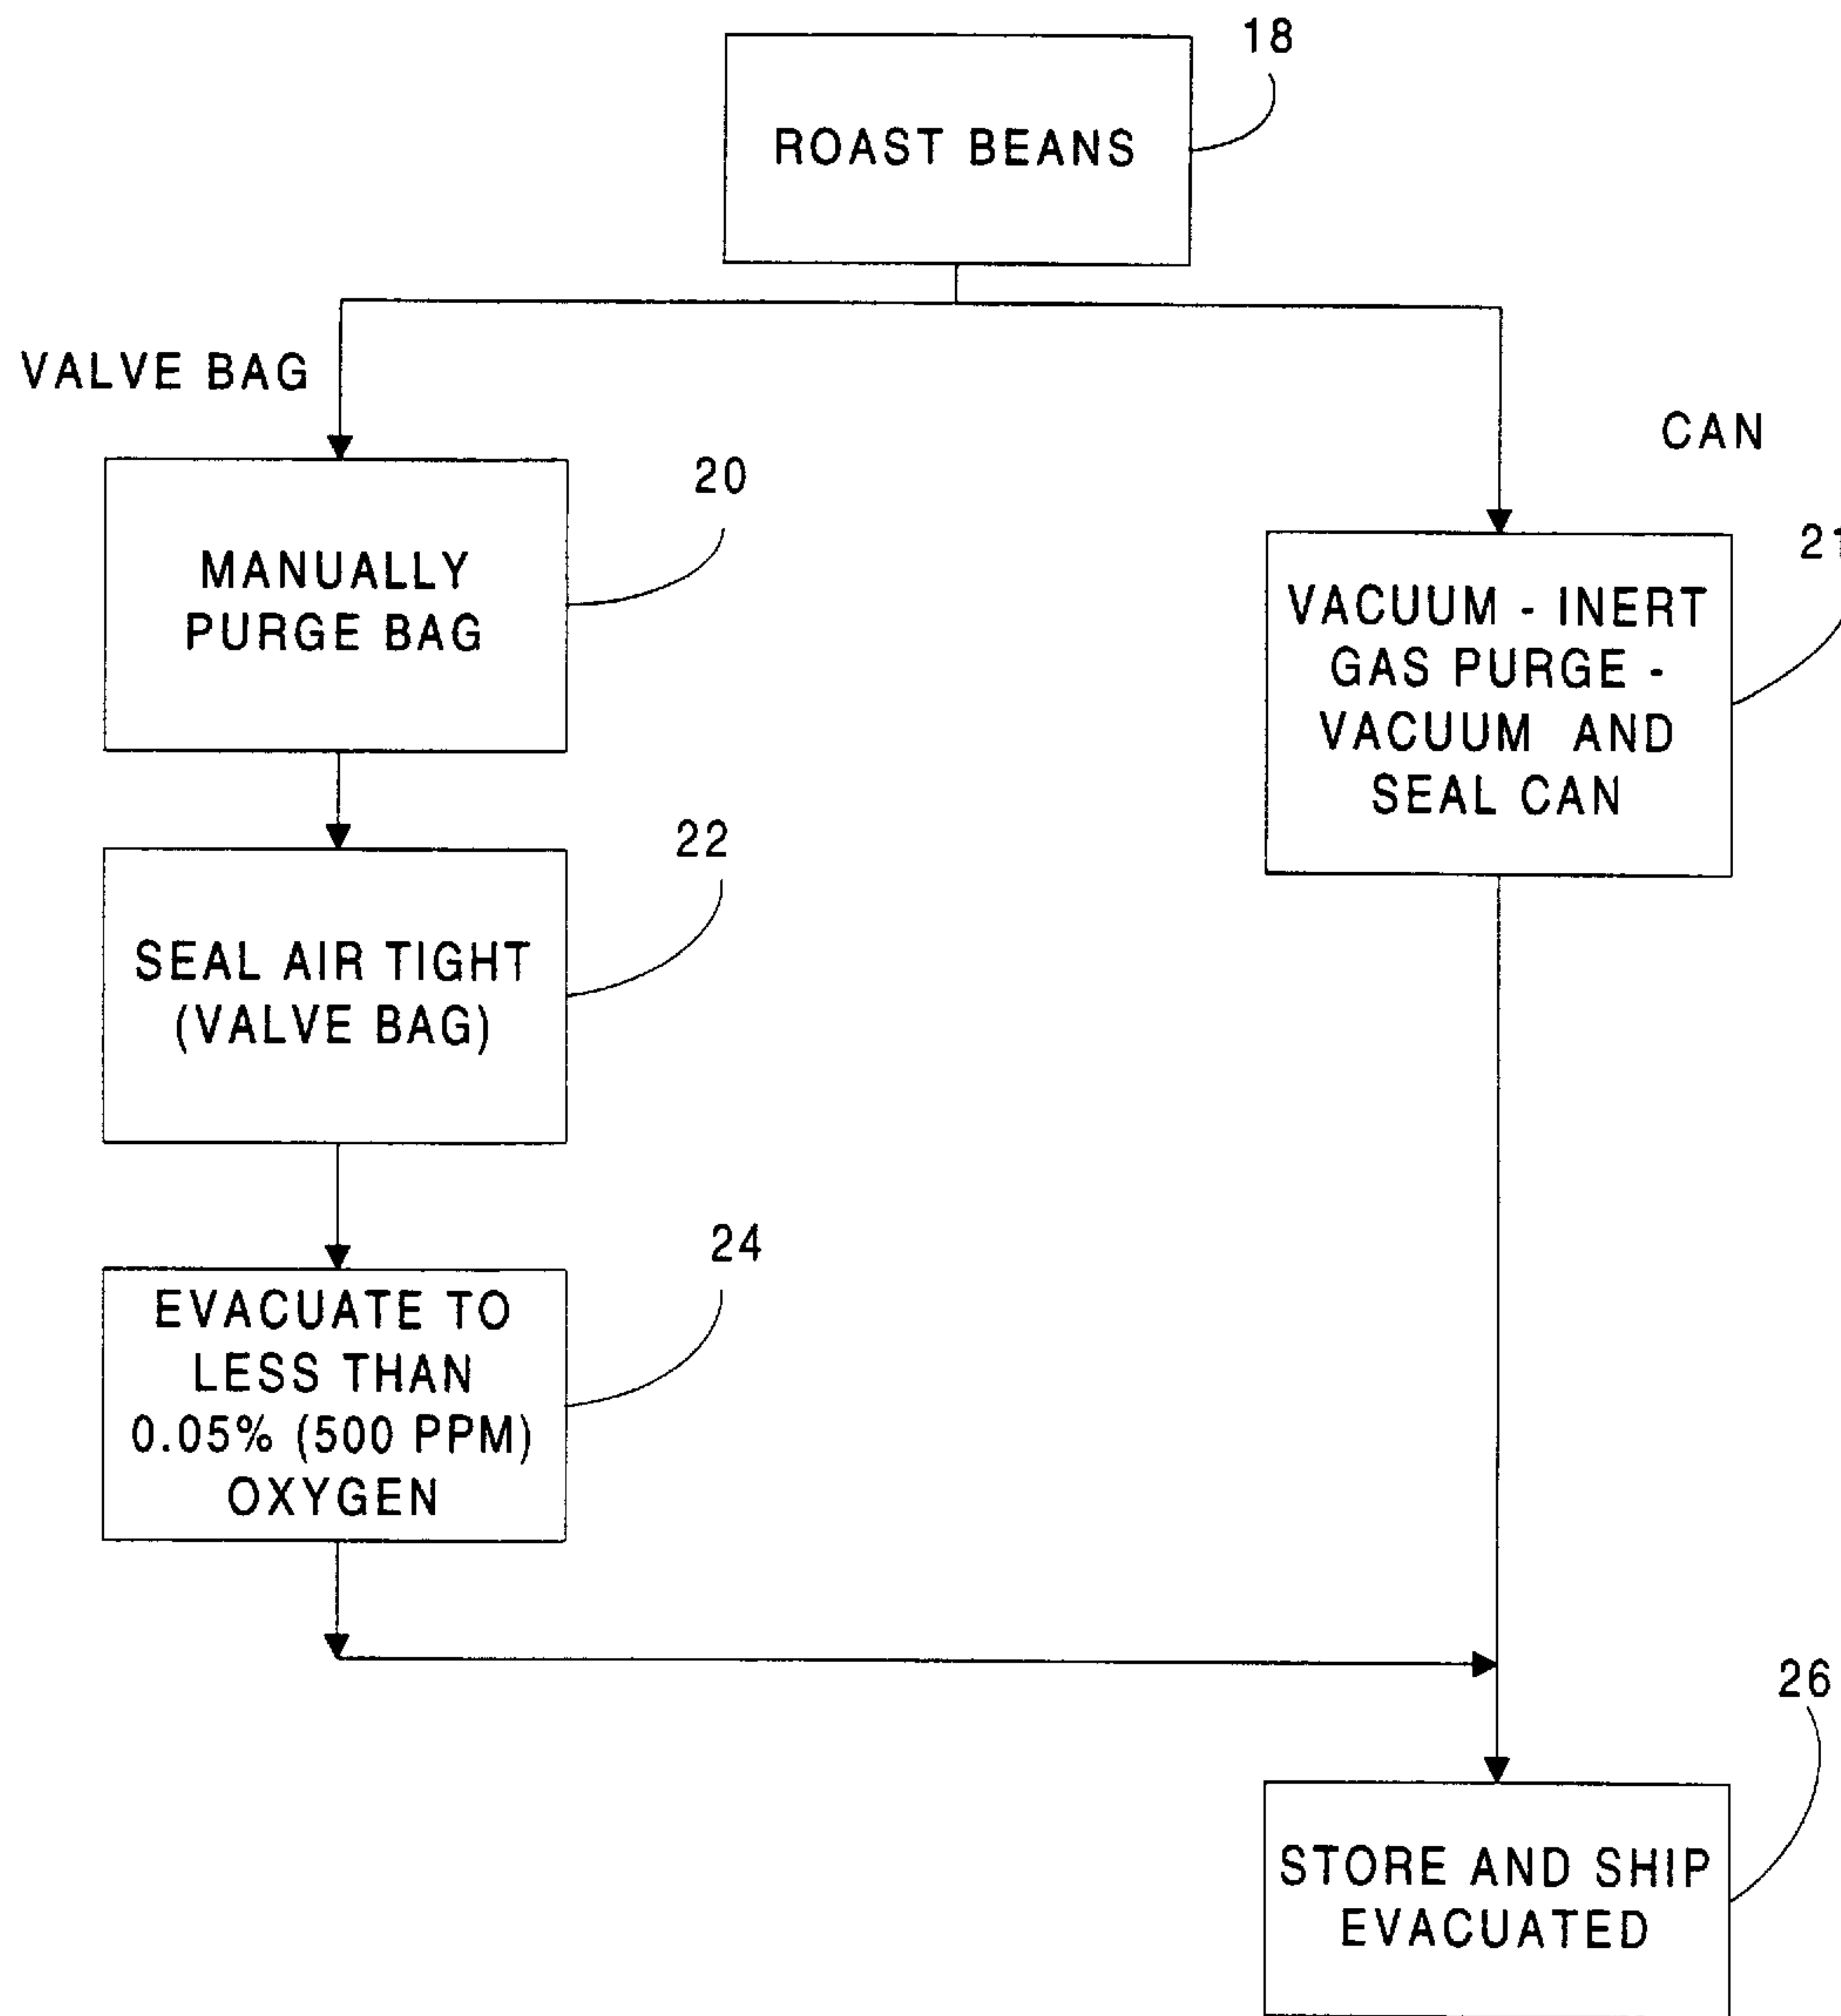 18
ROAST BEANS
VALVE BAG
CAN
20
MANUALLY
PURGE BAG
21
VACUUM - INERT
GAS PURGE -
VACUUM AND
SEAL CAN
22
SEAL AIR TIGHT
(VALVE BAG)
24
EVACUATE TO
LESS THAN
0.05% (500 PPM)
OXYGEN
26
STORE AND SHIP
EVACUATED